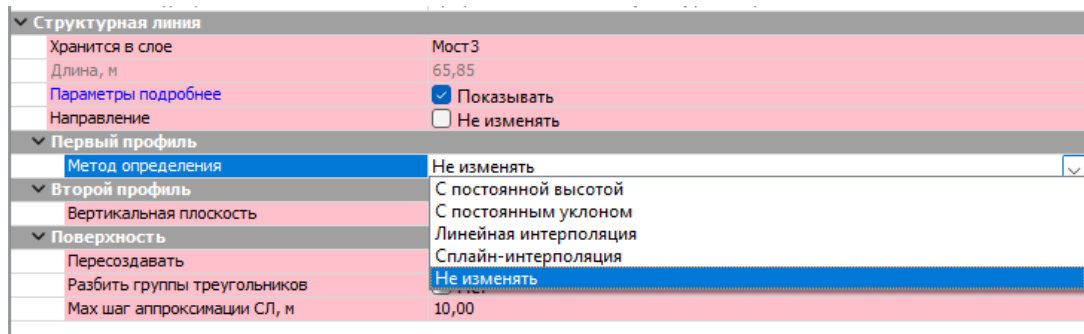 Структурная линия
Хранится в слое Мост3
Длина, м 65,85
Параметры подробнее Показывать
Направление Не изменять
Первый профиль
Метод определения Не изменять
Второй профиль С постоянной высотой
Вертикальная плоскость С постоянным уклоном
Поверхность Линейная интерполяция
Пересоздавать Сплайн-интерполяция
Разбить группы треугольников Не изменять
Мах шаг аппроксимации СЛ, м 10,00